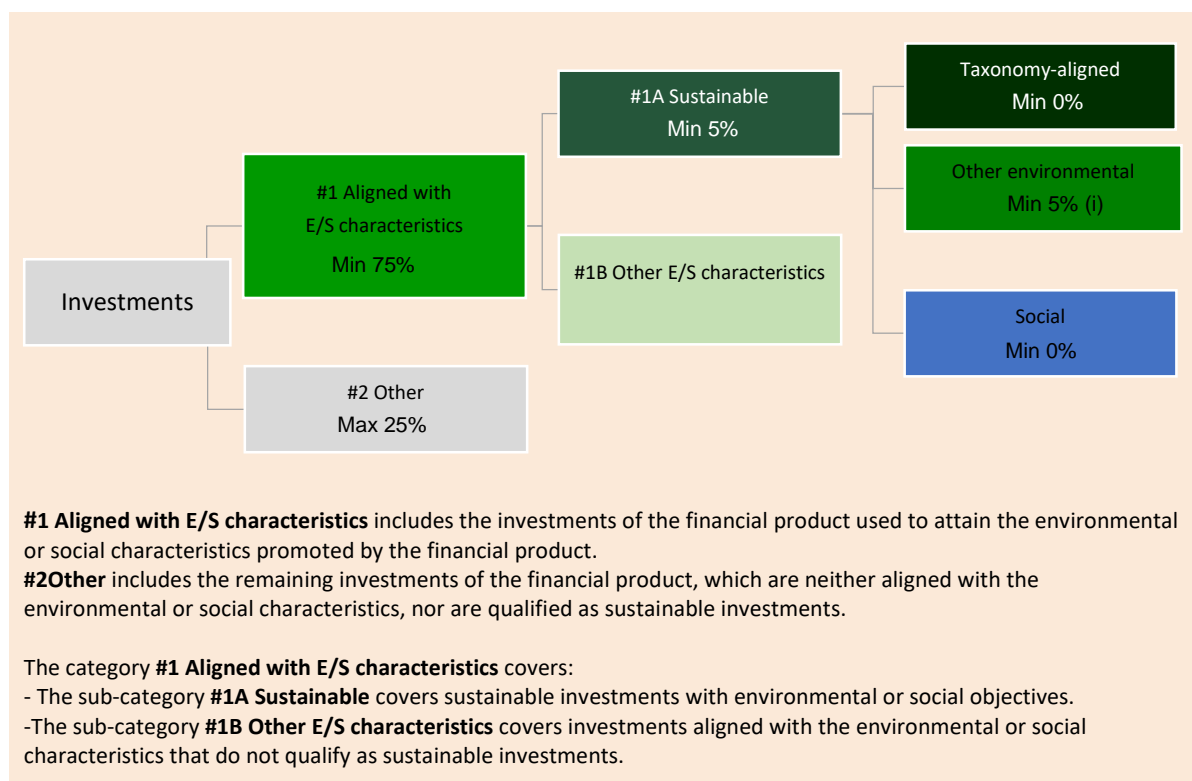 Taxonomy-aligned
Min 0%
#1A Sustainable
Min 5%
Other environmental
Min 5% (i)
#1 Aligned with
E/S characteristics
Min 75%
#1B Other E/S characteristics
Investments
Social
Min 0%
#2 Other
Max 25%
#1 Aligned with E/S characteristics includes the investments of the financial product used to attain the environmental
or social characteristics promoted by the financial product.
#2Other includes the remaining investments of the financial product, which are neither aligned with the
environmental or social characteristics, nor are qualified as sustainable investments.
The category #1 Aligned with E/S characteristics covers:
- The sub-category #1A Sustainable covers sustainable investments with environmental or social objectives.
-The sub-category #1B Other E/S characteristics covers investments aligned with the environmental or social
characteristics that do not qualify as sustainable investments.